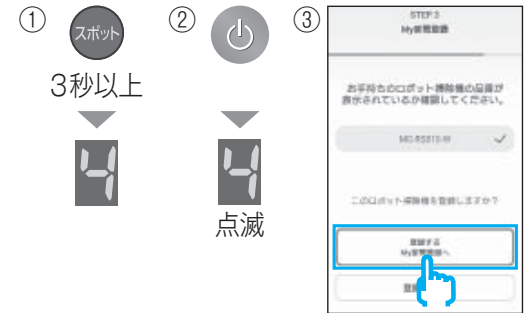 ①
スポット
3秒以上
4
②
4
点滅
③
STEP 3
My家電登録
お手持ちのロボット掃除機の品番が
表示されているか確認してください。
このロボット掃除機を登録しますか?
登録する
My家電登録へ
登録